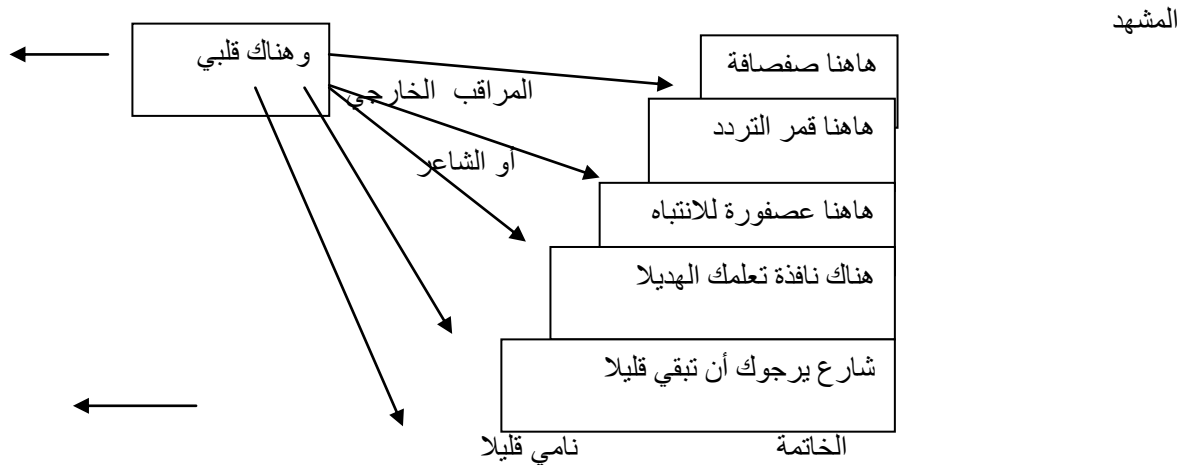 المشهد
هاهنا صفصافة
وهناك قلبي
المراقب الخارجي
هاهنا قمر التردد
أو الشاعر
هاهنا عصفورة للانتباه
هناك نافذة تعلمك الهديلا
شارع يرجوك أن تبقي قليلا
الخاتمة
نامي قليلا